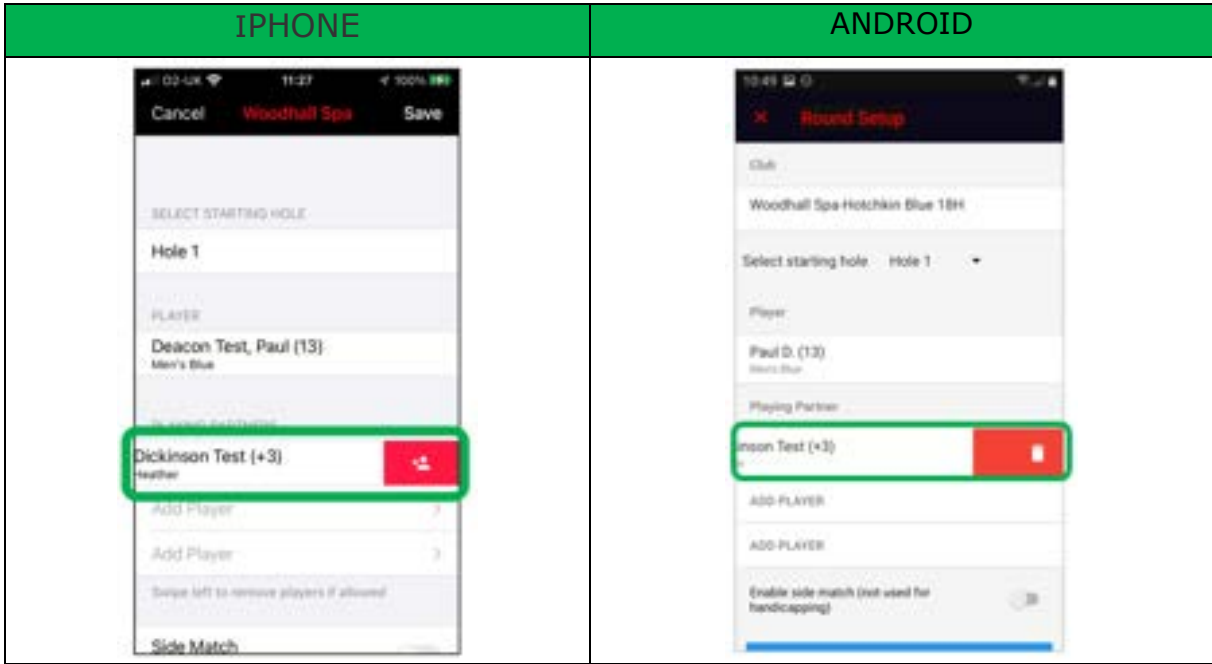 IPHONE
ANDROID
O2-UK 11:27 100%
Cancel Woodhall Spa Save
SELECT STARTING HOLE
Hole 1
PLAYER
Deacon Test, Paul (13)
Men's Blue
PLAYING PARTNERS
Dickinson Test (+3)
Heather
Add Player
Add Player
Swipe left to remove players if allowed
Side Match
10:49
× Round Setup
Club
Woodhall Spa-Hotchkin Blue 18H
Select starting hole Hole 1
Player
Paul D. (13)
Men's Blue
Playing Partner
inson Test (+3)
ADD PLAYER
ADD PLAYER
Enable side match (not used for
handicapping)